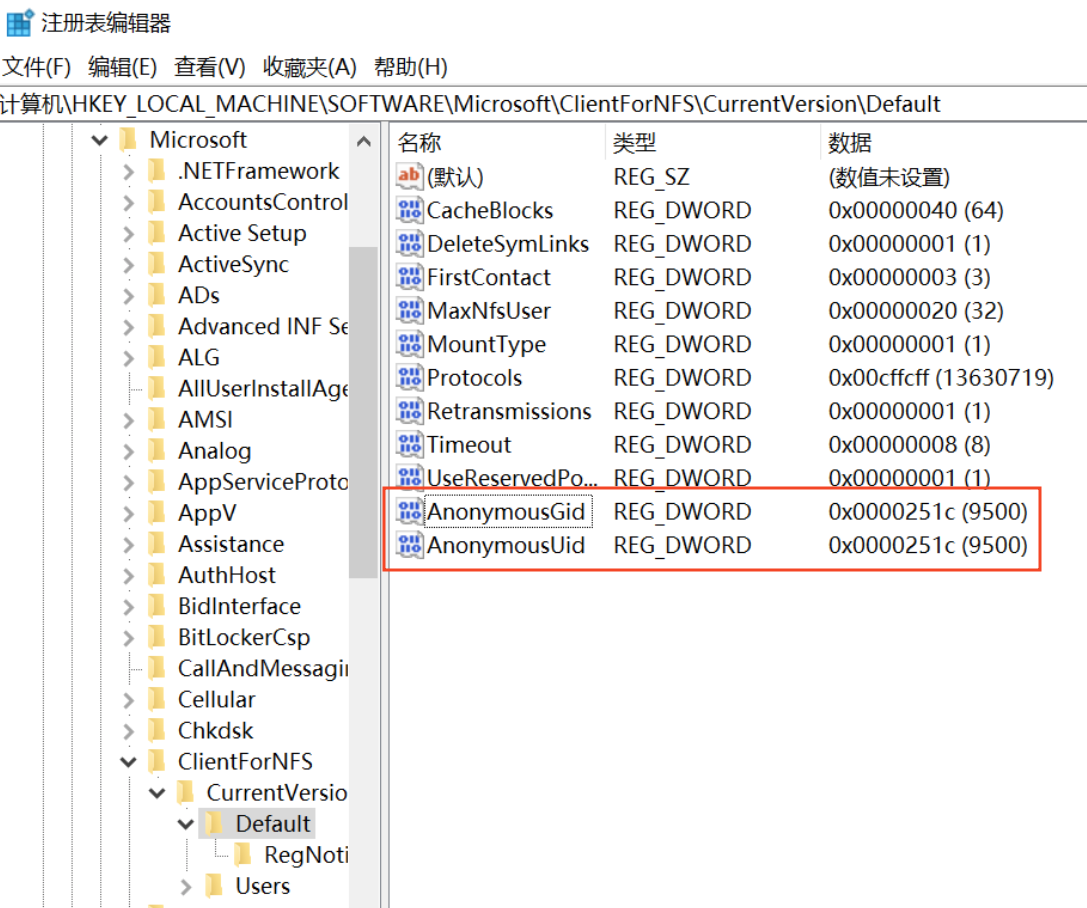 注册表编辑器
文件(F) 编辑(E) 查看(V) 收藏夹(A) 帮助(H)
计算机\HKEY_LOCAL_MACHINE\SOFTWARE\Microsoft\ClientForNFS\CurrentVersion\Default
Microsoft
.NETFramework
AccountsControl
Active Setup
ActiveSync
ADs
Advanced INF Se
ALG
AllUserInstallAge
AMSI
Analog
AppServiceProto
AppV
Assistance
AuthHost
BidInterface
BitLockerCsp
CallAndMessagin
Cellular
Chkdsk
ClientForNFS
CurrentVersio
Default
RegNoti
Users
名称 类型 数据
(默认) REG_SZ (数值未设置)
CacheBlocks REG_DWORD 0x00000040 (64)
DeleteSymLinks REG_DWORD 0x00000001 (1)
FirstContact REG_DWORD 0x00000003 (3)
MaxNfsUser REG_DWORD 0x00000020 (32)
MountType REG_DWORD 0x00000001 (1)
Protocols REG_DWORD 0x00cffcff (13630719)
Retransmissions REG_DWORD 0x00000001 (1)
Timeout REG_DWORD 0x00000008 (8)
UseReservedPo... REG_DWORD 0x00000001 (1)
AnonymousGid REG_DWORD 0x0000251c (9500)
AnonymousUid REG_DWORD 0x0000251c (9500)